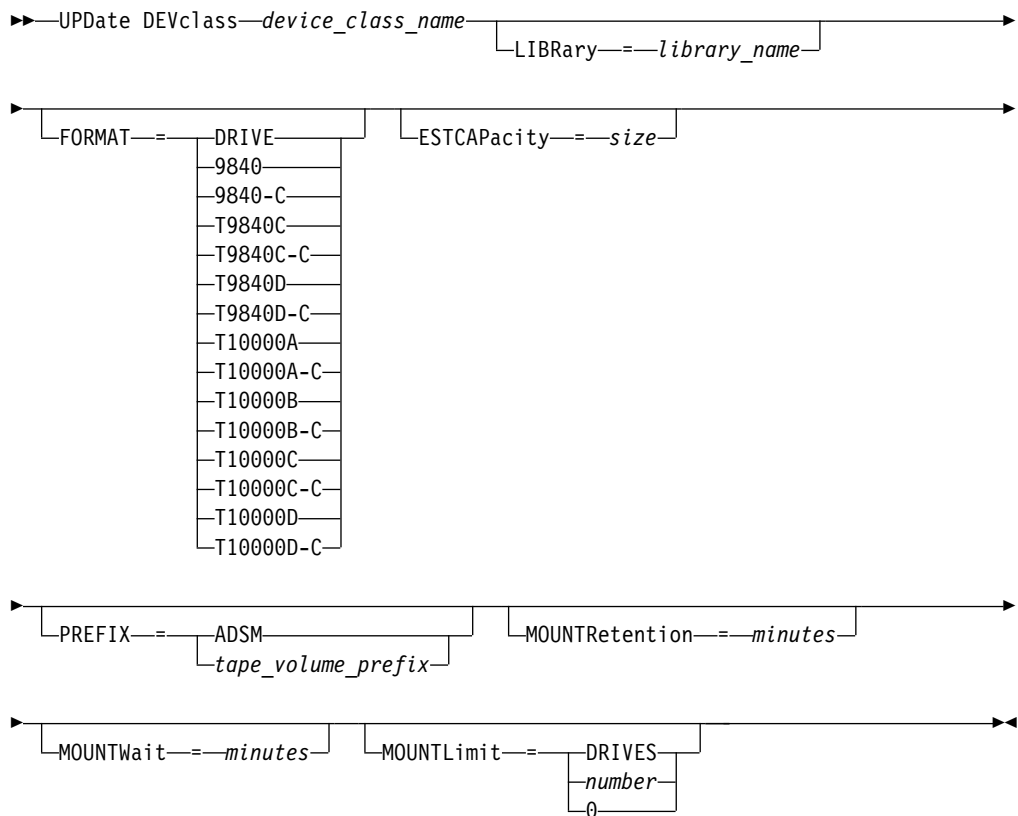 UPDate DEVclass device_class_name
LIBRary = library_name
FORMAT = DRIVE
9840
9840-C
T9840C
T9840C-C
T9840D
T9840D-C
T10000A
T10000A-C
T10000B
T10000B-C
T10000C
T10000C-C
T10000D
T10000D-C
ESTCAPacity = size
PREFIX = ADSM
tape_volume_prefix
MOUNTRetention = minutes
MOUNTWait = minutes
MOUNTLimit = DRIVES
number
0